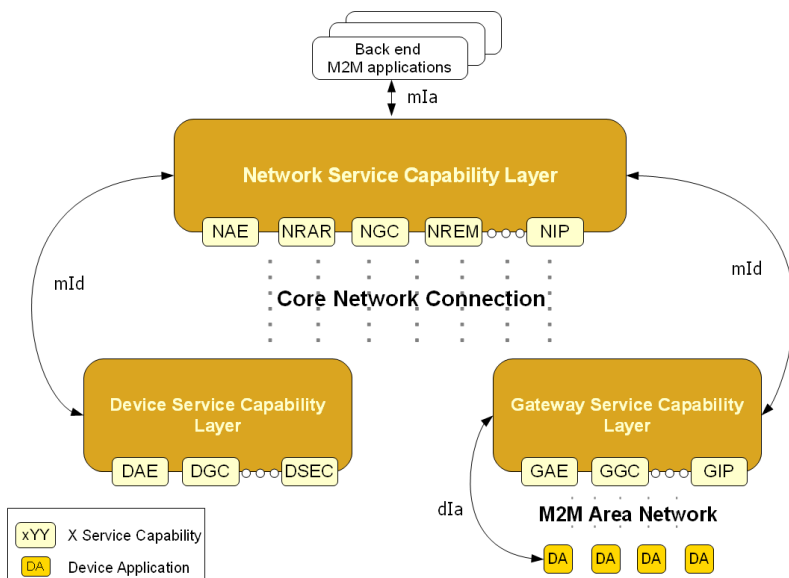 Back end
M2M applications
mIa
Network Service Capability Layer
NAE NRAR NGC NREM NIP
mId
mId
Core Network Connection
Device Service Capability
Layer
Gateway Service Capability
Layer
DAE DGC DSEC
GAE GGC GIP
dIa
M2M Area Network
xYY X Service Capability
DA DA DA DA
DA Device Application